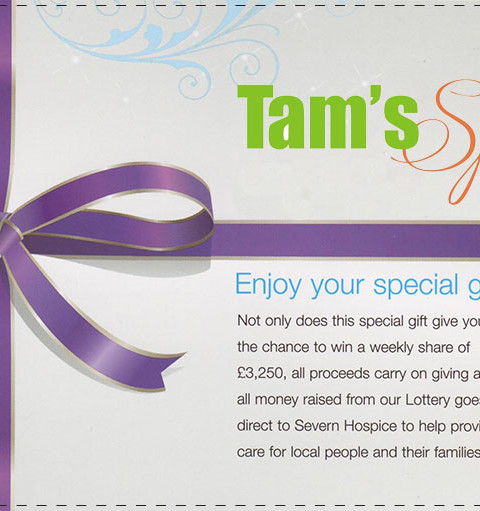 Tam's Sp
Enjoy your special g
Not only does this special gift give you
the chance to win a weekly share of
£3,250, all proceeds carry on giving a
all money raised from our Lottery goes
direct to Severn Hospice to help provi
care for local people and their families